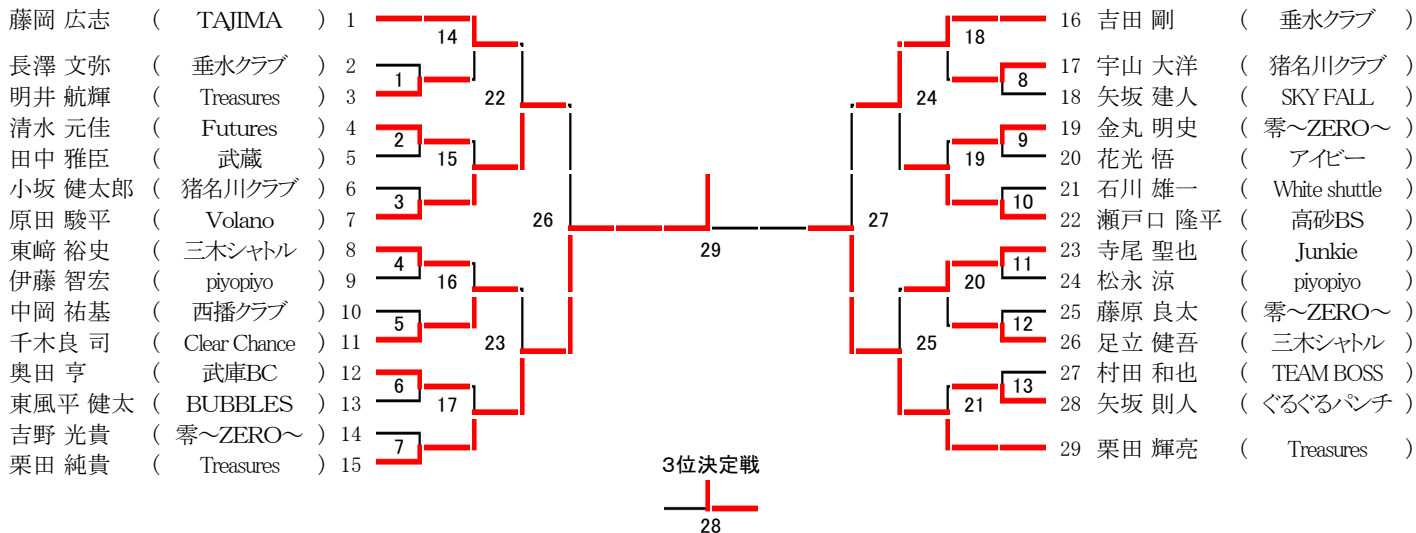 藤岡 広志 ( TAJIMA ) 1
長澤 文弥 ( 垂水クラブ ) 2
明井 航輝 ( Treasures ) 3
清水 元佳 ( Futures ) 4
田中 雅臣 ( 武蔵 ) 5
小坂 健太郎 ( 猪名川クラブ ) 6
原田 駿平 ( Volano ) 7
東﨑 裕史 ( 三木シャトル ) 8
伊藤 智宏 ( piyopiyo ) 9
中岡 祐基 ( 西播クラブ ) 10
千木良 司 ( Clear Chance ) 11
奥田 亨 ( 武庫BC ) 12
東風平 健太 ( BUBBLES ) 13
吉野 光貴 ( 零～ZERO～ ) 14
栗田 純貴 ( Treasures ) 15
14
1
2
15
3
4
16
5
6
17
7
22
23
26
29
3位決定戦
28
27
24
25
18
8
9
19
10
11
20
12
13
21
16 吉田 剛 ( 垂水クラブ )
17 宇山 大洋 ( 猪名川クラブ )
18 矢坂 建人 ( SKY FALL )
19 金丸 明史 ( 零～ZERO～ )
20 花光 悟 ( アイビー )
21 石川 雄一 ( White shuttle )
22 瀬戸口 隆平 ( 高砂BS )
23 寺尾 聖也 ( Junkie )
24 松永 涼 ( piyopiyo )
25 藤原 良太 ( 零～ZERO～ )
26 足立 健吾 ( 三木シャトル )
27 村田 和也 ( TEAM BOSS )
28 矢坂 則人 ( ぐるぐるパンチ )
29 栗田 輝亮 ( Treasures )